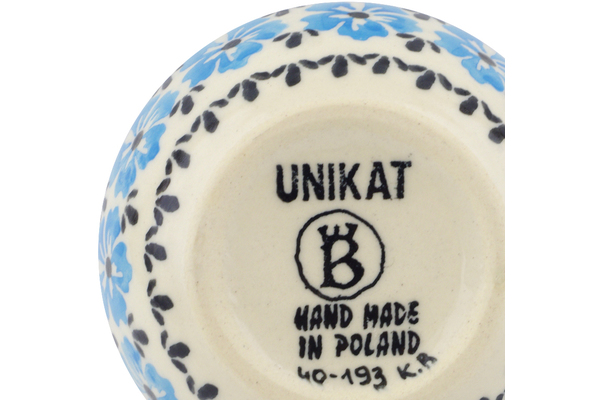 UNIKAT
B
HAND MADE
IN POLAND
40-193 K.B